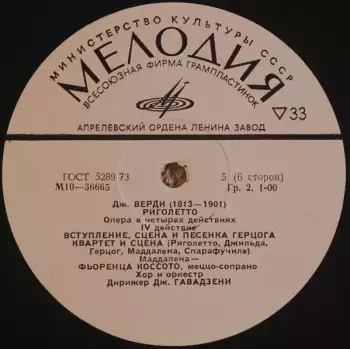 МИНИСТЕРСТВО КУЛЬТУРЫ СССР
МЕЛОДИЯ
ВСЕСОЮЗНАЯ ФИРМА ГРАМПЛАСТИНОК
▽33
АПРЕЛЕВСКИЙ ОРДЕНА ЛЕНИНА ЗАВОД
ГОСТ 5289-73 5 (6 сторон)
М10—36665 Гр. 2. 1-00
Дж. ВЕРДИ (1813—1901)
РИГОЛЕТТО
Опера в четырех действиях
IV действие
ВСТУПЛЕНИЕ, СЦЕНА И ПЕСЕНКА ГЕРЦОГА
КВАРТЕТ И СЦЕНА (Риголетто, Джильда,
Герцог, Маддалена, Спарафучиле)
Маддалена—
ФЬОРЕНЦА КОССОТО, меццо-сопрано
Хор и оркестр
Дирижер Дж. ГАВАДЗЕНИ